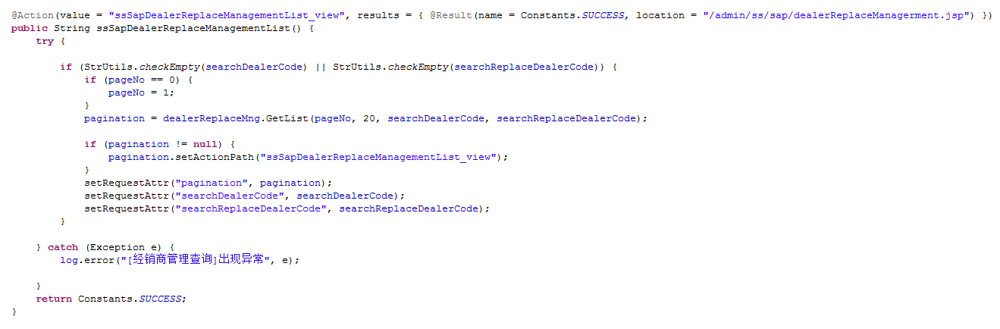 @Action(value = "ssSapDealerReplaceManagementList_view", results = { @Result(name = Constants.SUCCESS, location = "/admin/ss/sap/dealerReplaceManagerment.jsp") })
public String ssSapDealerReplaceManagementList() {
    try {

        if (StrUtils.checkEmpty(searchDealerCode) || StrUtils.checkEmpty(searchReplaceDealerCode)) {
            if (pageNo == 0) {
                pageNo = 1;
            }
            pagination = dealerReplaceMng.GetList(pageNo, 20, searchDealerCode, searchReplaceDealerCode);

            if (pagination != null) {
                pagination.setActionPath("ssSapDealerReplaceManagementList_view");
            }
            setRequestAttr("pagination", pagination);
            setRequestAttr("searchDealerCode", searchDealerCode);
            setRequestAttr("searchReplaceDealerCode", searchReplaceDealerCode);
        }

    } catch (Exception e) {
        log.error("[经销商管理查询]出现异常", e);

    }
    return Constants.SUCCESS;
}